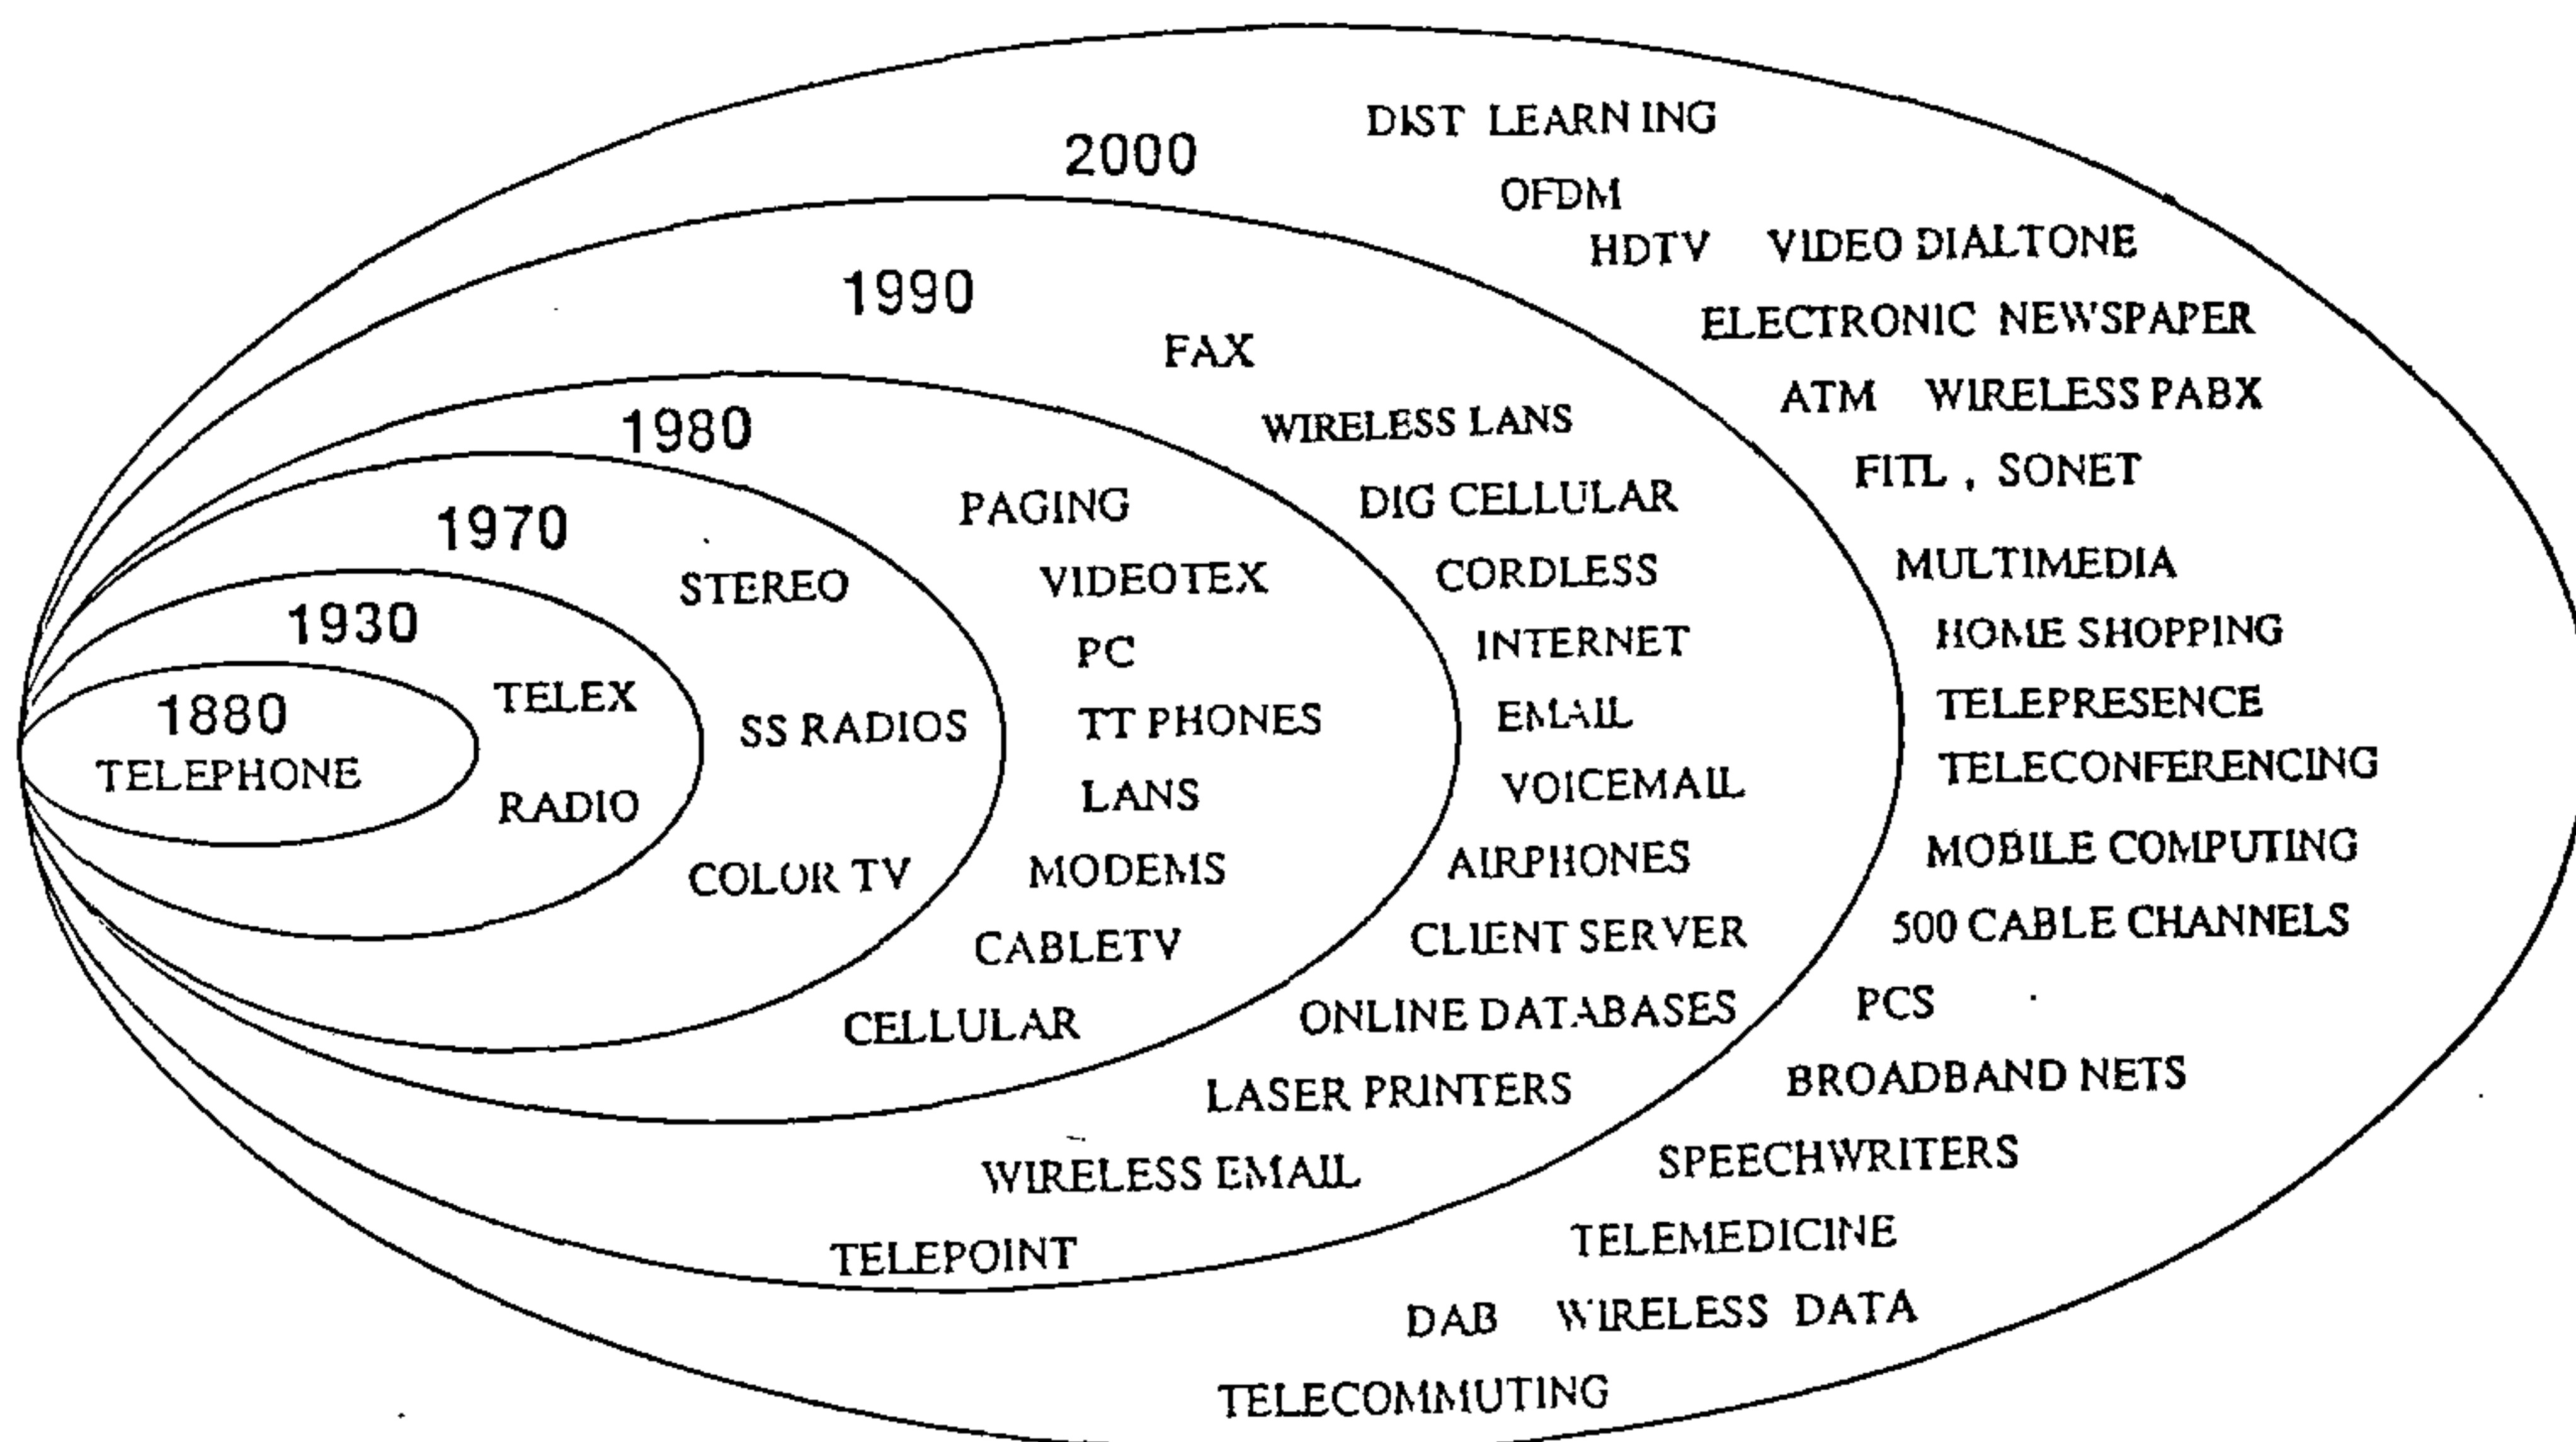 2000
DIST LEARNING
OFDM
HDTV VIDEO DIALTONE
ELECTRONIC NEWSPAPER
ATM WIRELESS PABX
FITL , SONET
MULTIMEDIA
HOME SHOPPING
TELEPRESENCE
TELECONFERENCING
MOBILE COMPUTING
500 CABLE CHANNELS
PCS
BROADBAND NETS
SPEECHWRITERS
TELEMEDICINE
DAB WIRELESS DATA
TELECOMMUTING
1990
FAX
WIRELESS LANS
DIG CELLULAR
CORDLESS
INTERNET
EMAIL
VOICEMAIL
AIRPHONES
CLIENT SERVER
ONLINE DATABASES
LASER PRINTERS
WIRELESS EMAIL
TELEPOINT
1980
PAGING
VIDEOTEX
PC
TT PHONES
LANS
MODEMS
CABLETV
CELLULAR
1970
STEREO
SS RADIOS
COLOR TV
1930
TELEX
RADIO
1880
TELEPHONE